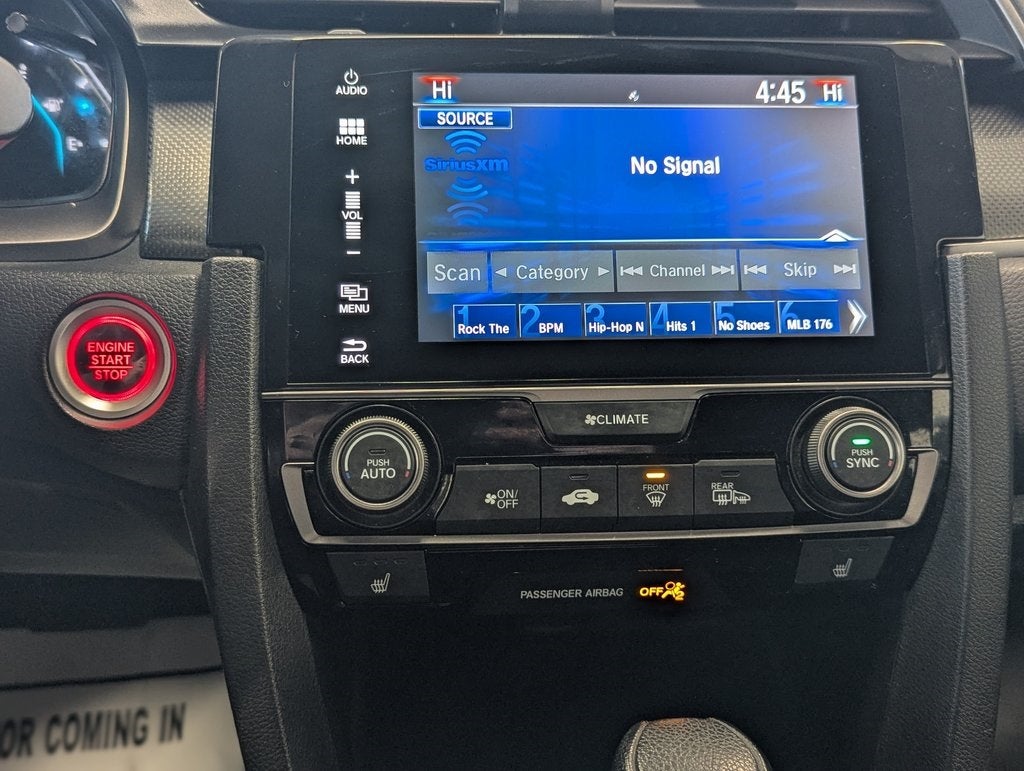 AUDIO
HOME
+
VOL
−
MENU
BACK
Hi
4:45
Hi
SOURCE
SiriusXM
No Signal
Scan
Category
Channel
Skip
1 Rock The
2 BPM
3 Hip-Hop N
4 Hits 1
5 No Shoes
6 MLB 176
ENGINE
START
STOP
CLIMATE
PUSH
AUTO
ON/
OFF
FRONT
REAR
PUSH
SYNC
PASSENGER AIRBAG
OFF
2
OR COMING IN
E